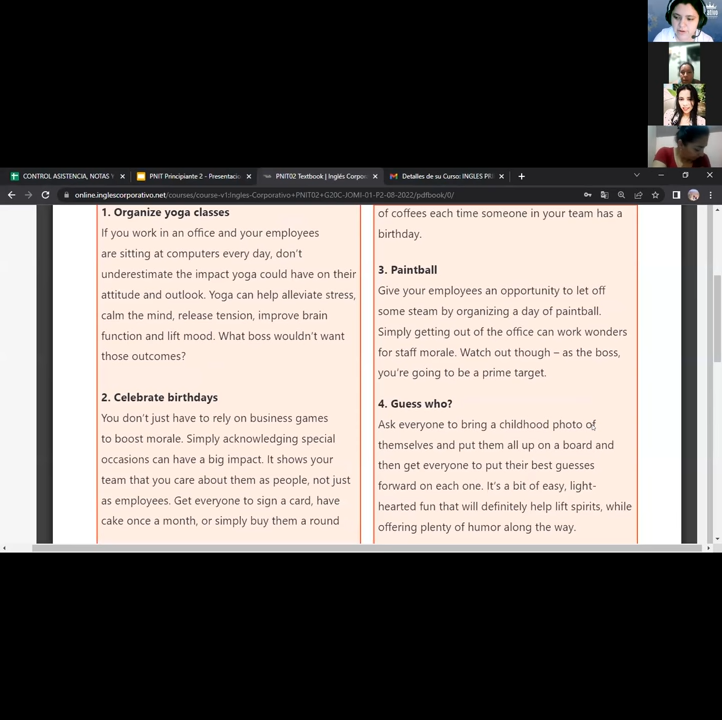 CONTROL ASISTENCIA, NOTAS Y
PNIT Principiante 2 - Presentacio
PNIT02 Textbook | Inglés Corpor
Detalles de su Curso: INGLES PR
online.inglescorporativo.net/courses/course-v1:Ingles-Corporativo+PNIT02+G20C-JOMI-01-P2-08-2022/pdfbook/0/
1. Organize yoga classes
If you work in an office and your employees
are sitting at computers every day, don't
underestimate the impact yoga could have on their
attitude and outlook. Yoga can help alleviate stress,
calm the mind, release tension, improve brain
function and lift mood. What boss wouldn't want
those outcomes?
2. Celebrate birthdays
You don't just have to rely on business games
to boost morale. Simply acknowledging special
occasions can have a big impact. It shows your
team that you care about them as people, not just
as employees. Get everyone to sign a card, have
cake once a month, or simply buy them a round
of coffees each time someone in your team has a
birthday.
3. Paintball
Give your employees an opportunity to let off
some steam by organizing a day of paintball.
Simply getting out of the office can work wonders
for staff morale. Watch out though – as the boss,
you're going to be a prime target.
4. Guess who?
Ask everyone to bring a childhood photo of
themselves and put them all up on a board and
then get everyone to put their best guesses
forward on each one. It's a bit of easy, light-
hearted fun that will definitely help lift spirits, while
offering plenty of humor along the way.